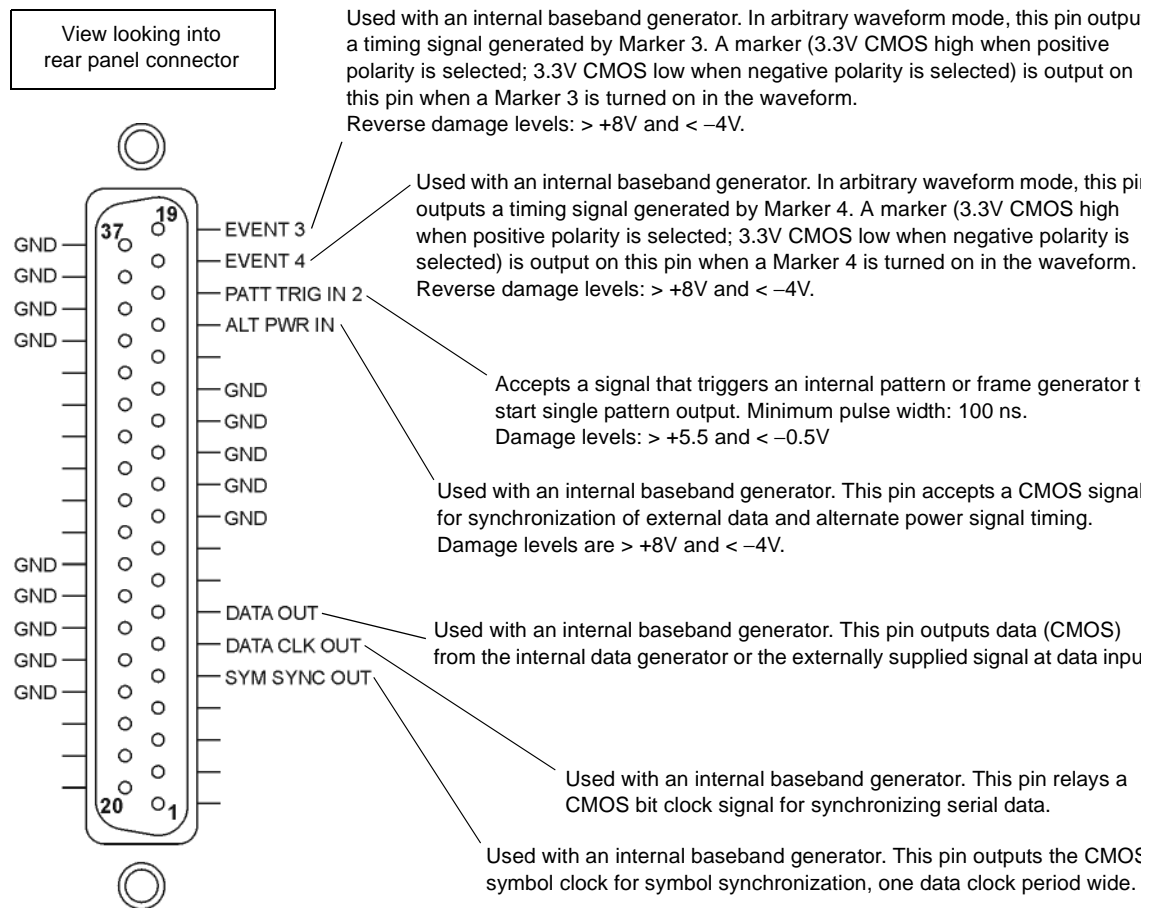 View looking into
rear panel connector
Used with an internal baseband generator. In arbitrary waveform mode, this pin outpu
a timing signal generated by Marker 3. A marker (3.3V CMOS high when positive
polarity is selected; 3.3V CMOS low when negative polarity is selected) is output on
this pin when a Marker 3 is turned on in the waveform.
Reverse damage levels: > +8V and < −4V.
Used with an internal baseband generator. In arbitrary waveform mode, this pi
outputs a timing signal generated by Marker 4. A marker (3.3V CMOS high
when positive polarity is selected; 3.3V CMOS low when negative polarity is
selected) is output on this pin when a Marker 4 is turned on in the waveform.
Reverse damage levels: > +8V and < −4V.
37
19
EVENT 3
GND
EVENT 4
GND
PATT TRIG IN 2
GND
ALT PWR IN
GND
Accepts a signal that triggers an internal pattern or frame generator t
start single pattern output. Minimum pulse width: 100 ns.
Damage levels: > +5.5 and < −0.5V
GND
GND
GND
GND
GND
Used with an internal baseband generator. This pin accepts a CMOS signal
for synchronization of external data and alternate power signal timing.
Damage levels are > +8V and < −4V.
GND
GND
DATA OUT
GND
DATA CLK OUT
GND
SYM SYNC OUT
GND
Used with an internal baseband generator. This pin outputs data (CMOS)
from the internal data generator or the externally supplied signal at data inpu
20
1
Used with an internal baseband generator. This pin relays a
CMOS bit clock signal for synchronizing serial data.
Used with an internal baseband generator. This pin outputs the CMOS
symbol clock for symbol synchronization, one data clock period wide.